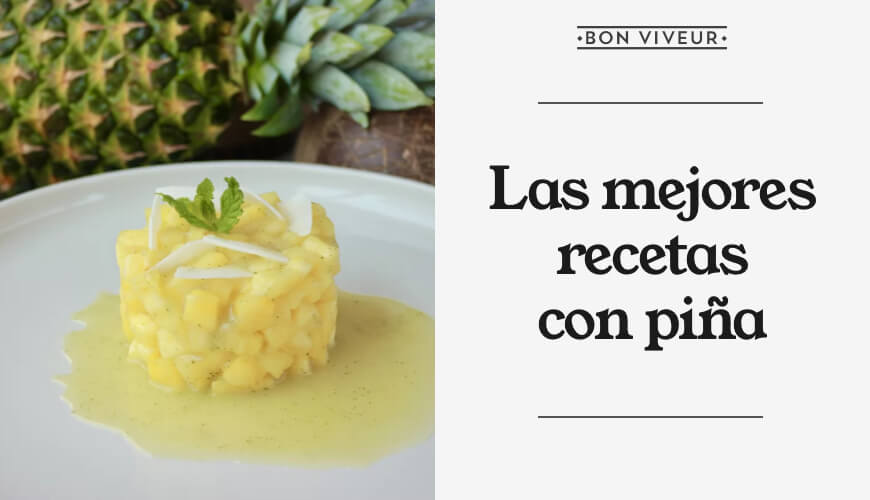 BON VIVEUR
Las mejores
recetas
con piña